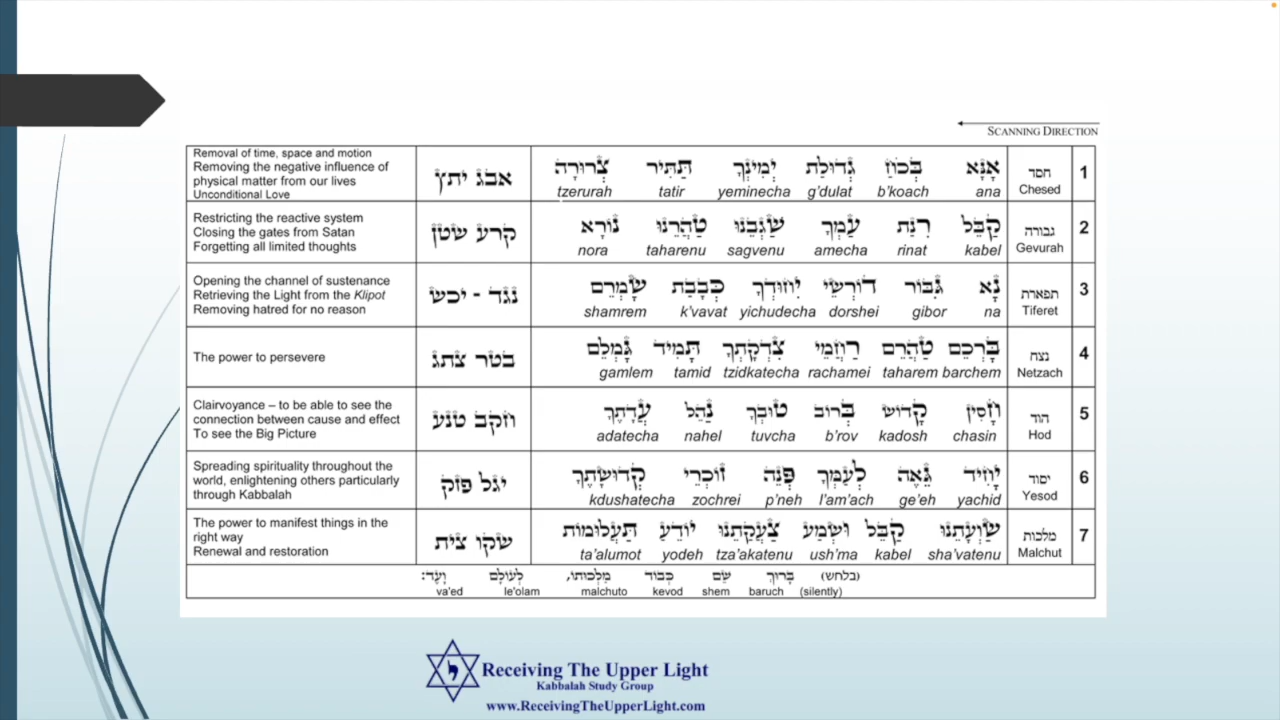 SCANNING DIRECTION
Removal of time, space and motion
Removing the negative influence of
physical matter from our lives
Unconditional Love
אבג יתץ
אָנָּא בְּכֹחַ גְּדוּלַת יְמִינְךָ תַּתִּיר צְרוּרָה
tzerurah tatir yeminecha g'dulat b'koach ana
חסד
Chesed
1
Restricting the reactive system
Closing the gates from Satan
Forgetting all limited thoughts
קרע שטן
קַבֵּל רִנַּת עַמְּךָ שַׂגְּבֵנוּ טַהֲרֵנוּ נוֹרָא
nora taharenu sagvenu amecha rinat kabel
גבורה
Gevurah
2
Opening the channel of sustenance
Retrieving the Light from the Klipot
Removing hatred for no reason
נגד - יכש
נָא גִּבּוֹר דוֹרְשֵׁי יִחוּדְךָ כְּבָבַת שָׁמְרֵם
shamrem k'vavat yichudecha dorshei gibor na
תפארת
Tiferet
3
The power to persevere
בטר צתג
בָּרְכֵם טַהֲרֵם רַחֲמֵי צִדְקָתְךָ תָּמִיד גָּמְלֵם
gamlem tamid tzidkatecha rachamei taharem barchem
נצח
Netzach
4
Clairvoyance – to be able to see the
connection between cause and effect
To see the Big Picture
חקב טנע
חֲסִין קָדוֹשׁ בְּרוֹב טוּבְךָ נַהֵל עֲדָתְךָ
adatecha nahel tuvcha b'rov kadosh chasin
הוד
Hod
5
Spreading spirituality throughout the
world, enlightening others particularly
through Kabbalah
יגל פזק
יָחִיד גֵּאֶה לְעַמְּךָ פְּנֵה זוֹכְרֵי קְדוּשָּׁתֶךָ
kdushatecha zochrei p'neh l'am'ach ge'eh yachid
יסוד
Yesod
6
The power to manifest things in the
right way
Renewal and restoration
שקו צית
שַׁוְעָתֵנוּ קַבֵּל וּשְׁמַע צַעֲקָתֵנוּ יוֹדֵעַ תַּעֲלוּמוֹת
ta'alumot yodeh tza'akatenu ush'ma kabel sha'vatenu
מלכות
Malchut
7
(בלחש) בָּרוּךְ שֵׁם כְּבוֹד מַלְכוּתוֹ, לְעוֹלָם וָעֶד:
va'ed le'olam malchuto kevod shem baruch (silently)
Receiving The Upper Light
Kabbalah Study Group
www.ReceivingTheUpperLight.com